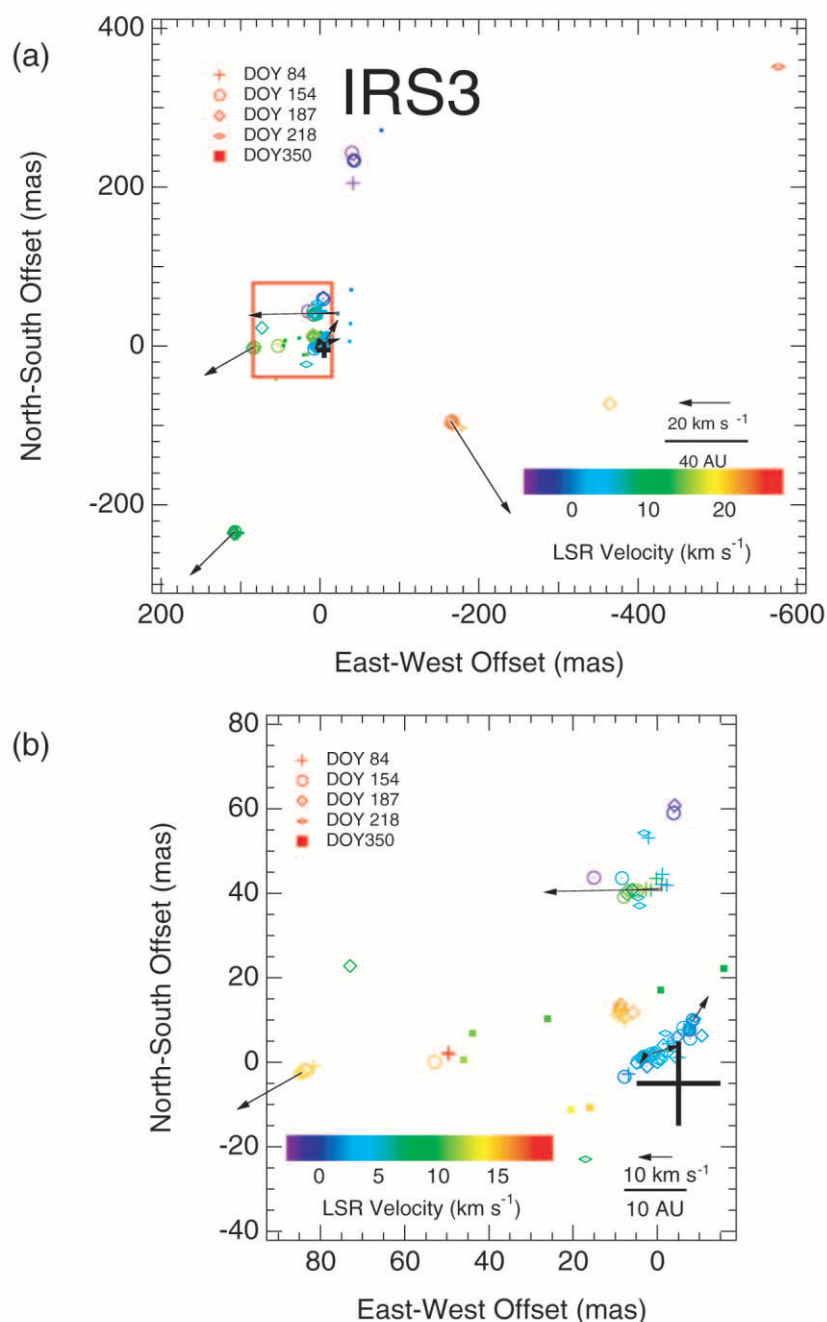 (a)
400
DOY 84
DOY 154
DOY 187
DOY 218
DOY350
IRS3
200
0
-200
North-South Offset (mas)
20 km s -1
40 AU
0 10 20
LSR Velocity (km s-1)
200 0 -200 -400 -600
East-West Offset (mas)
(b)
80
DOY 84
DOY 154
DOY 187
DOY 218
DOY350
60
40
20
0
-20
-40
North-South Offset (mas)
0 5 10 15
LSR Velocity (km s-1)
10 km s-1
10 AU
80 60 40 20 0
East-West Offset (mas)